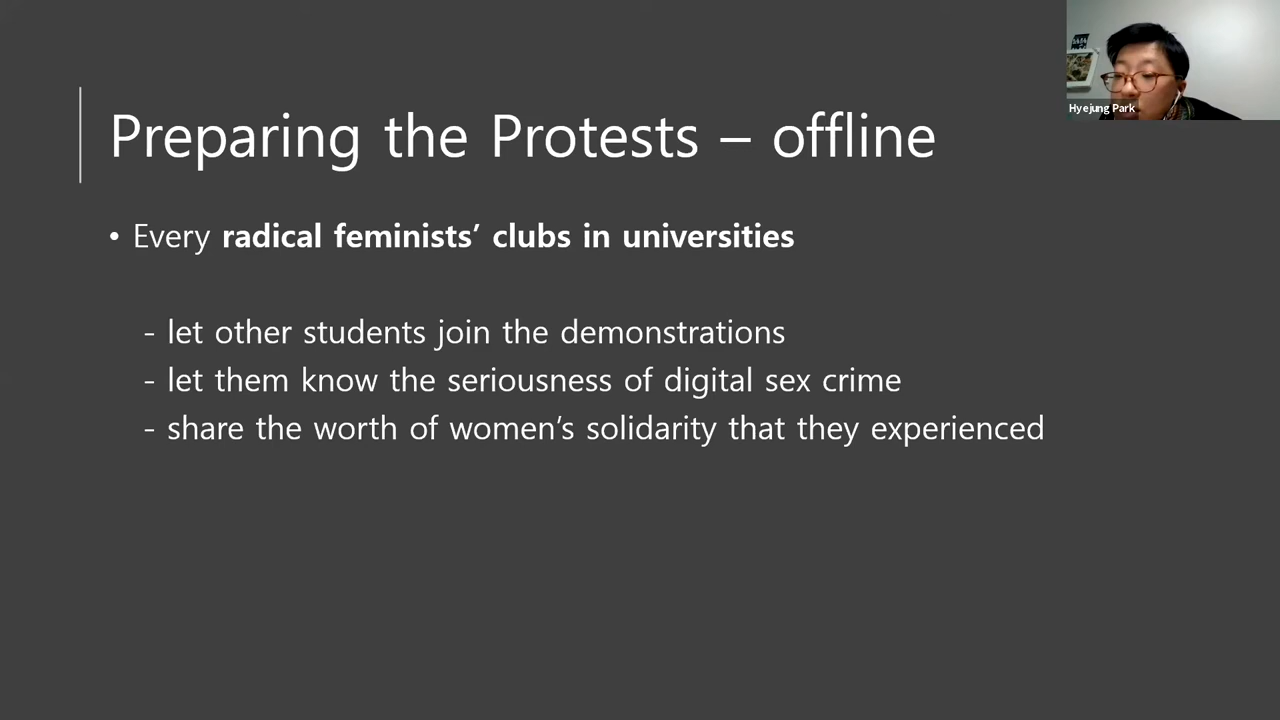 Preparing the Protests – offline
• Every radical feminists’ clubs in universities
- let other students join the demonstrations
- let them know the seriousness of digital sex crime
- share the worth of women’s solidarity that they experienced
Hyejung Park